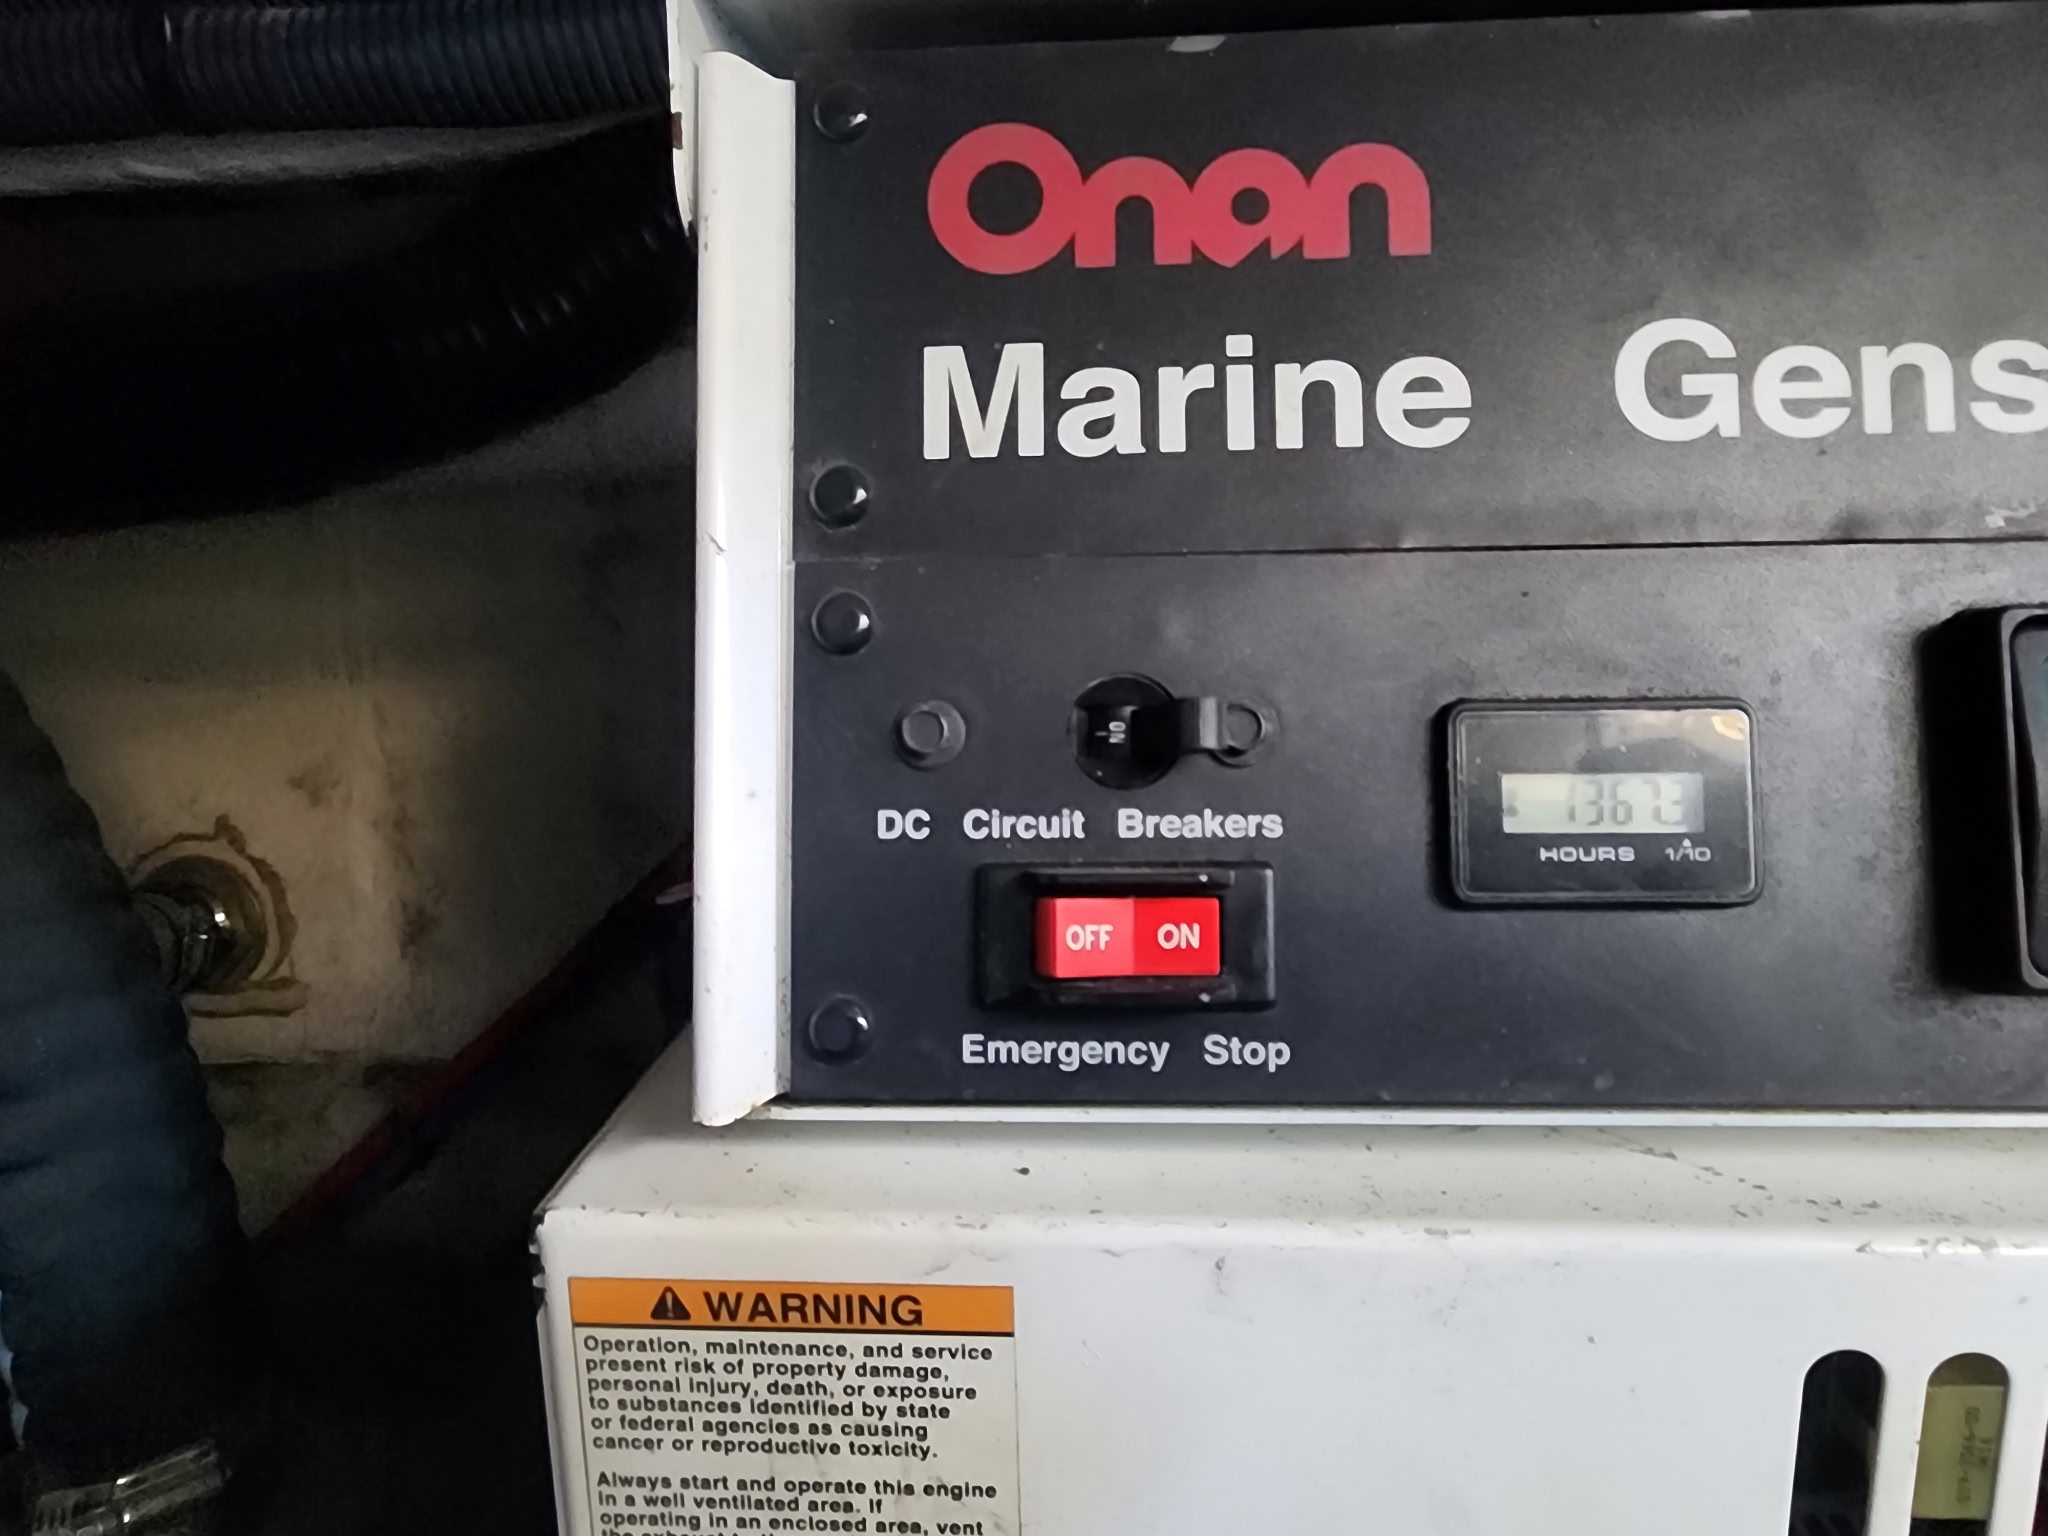 Onan
Marine Gens
ON
DC Circuit Breakers
1367.3
HOURS 1/10
OFF ON
Emergency Stop
WARNING
Operation, maintenance, and service
present risk of property damage,
personal injury, death, or exposure
to substances identified by state
or federal agencies as causing
cancer or reproductive toxicity.
Always start and operate this engine
in a well ventilated area. If
operating in an enclosed area, vent